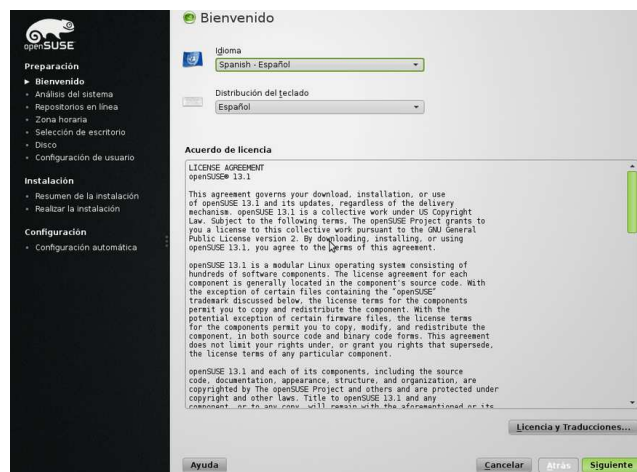 openSUSE
Preparación
Bienvenido
Análisis del sistema
Repositorios en línea
Zona horaria
Selección de escritorio
Disco
Configuración de usuario
Instalación
Resumen de la instalación
Realizar la instalación
Configuración
Configuración automática
Bienvenido
Idioma
Spanish - Español
Distribución del teclado
Español
Acuerdo de licencia
LICENSE AGREEMENT
openSUSE® 13.1
This agreement governs your download, installation, or use
of openSUSE 13.1 and its updates, regardless of the delivery
mechanism. openSUSE 13.1 is a collective work under US Copyright
Law. Subject to the following terms, The openSUSE Project grants to
you a license to this collective work pursuant to the GNU General
Public License version 2. By downloading, installing, or using
openSUSE 13.1, you agree to the terms of this agreement.
openSUSE 13.1 is a modular Linux operating system consisting of
hundreds of software components. The license agreement for each
component is generally located in the component's source code. With
the exception of certain files containing the "openSUSE"
trademark discussed below, the license terms for the components
permit you to copy and redistribute the component. With the
potential exception of certain firmware files, the license terms
for the components permit you to copy, modify, and redistribute the
component, in both source code and binary code forms. This agreement
does not limit your rights under, or grant you rights that supersede,
the license terms of any particular component.
openSUSE 13.1 and each of its components, including the source
code, documentation, appearance, structure, and organization, are
copyrighted by The openSUSE Project and others and are protected under
copyright and other laws. Title to openSUSE 13.1 and any
component, or to any copy, will remain with the aforementioned or its
Licencia y Traducciones...
Ayuda
Cancelar
Atrás
Siguiente